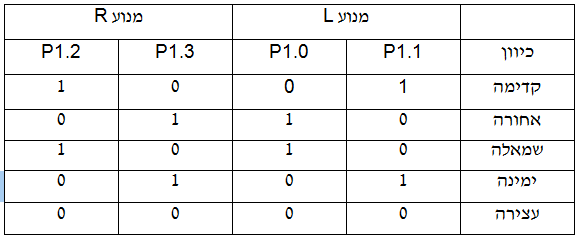 מנוע L מנוע R
כיוון P1.1 P1.0 P1.3 P1.2
קדימה 1 0 0 1
אחורה 0 1 1 0
שמאלה 0 1 0 1
ימינה 1 0 1 0
עצירה 0 0 0 0